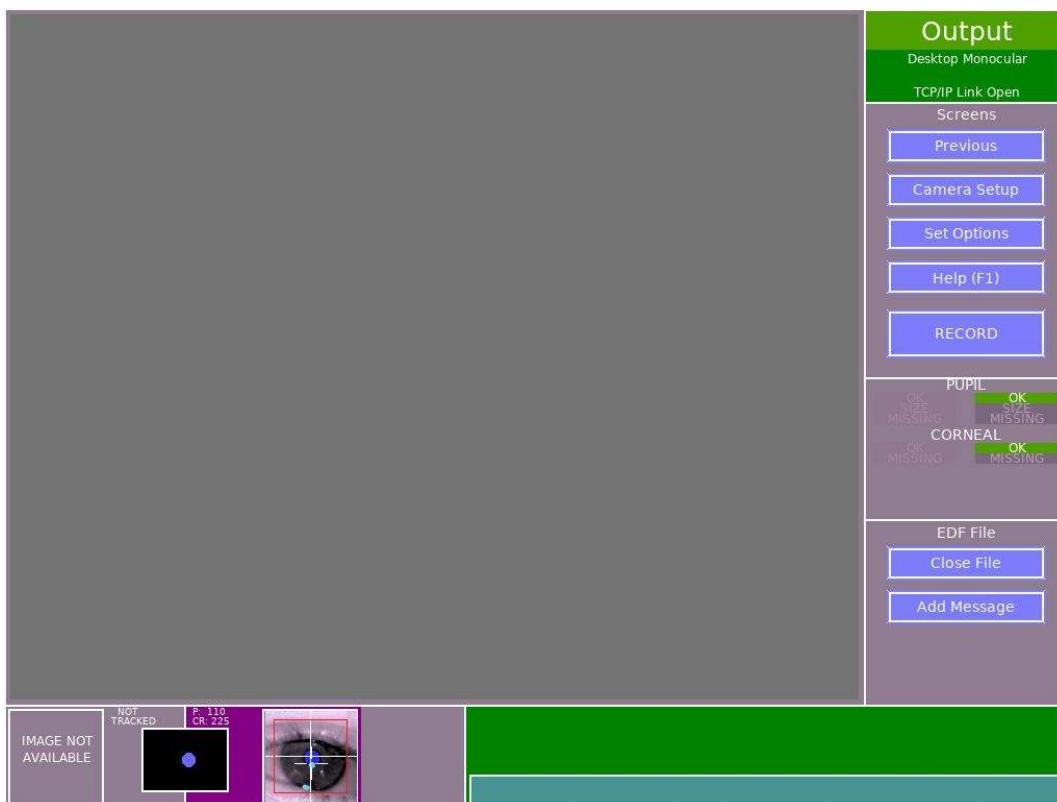 Output
Desktop Monocular
TCP/IP Link Open
Screens
Previous
Camera Setup
Set Options
Help (F1)
RECORD
PUPIL
OK OK
SIZE SIZE
MISSING MISSING
CORNEAL
OK OK
MISSING MISSING
EDF File
Close File
Add Message
IMAGE NOT
AVAILABLE
NOT
TRACKED
P: 110
CR: 225